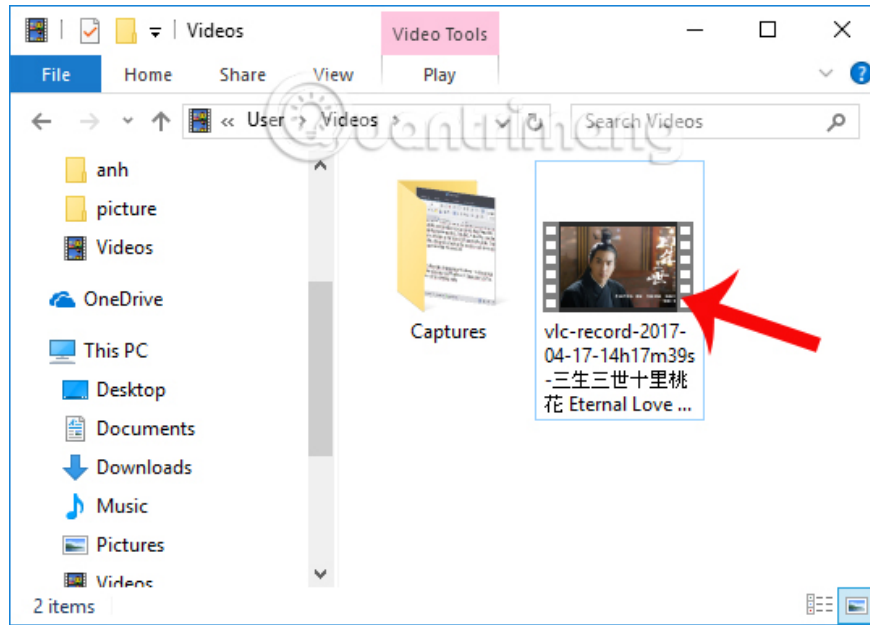 Videos
Video Tools
File Home Share View Play
User Videos
Search Videos
Quantrimang
anh
picture
Videos
OneDrive
This PC
Desktop
Documents
Downloads
Music
Pictures
Videos
Captures
vlc-record-2017-
04-17-14h17m39s
-三生三世十里桃
花 Eternal Love ...
2 items